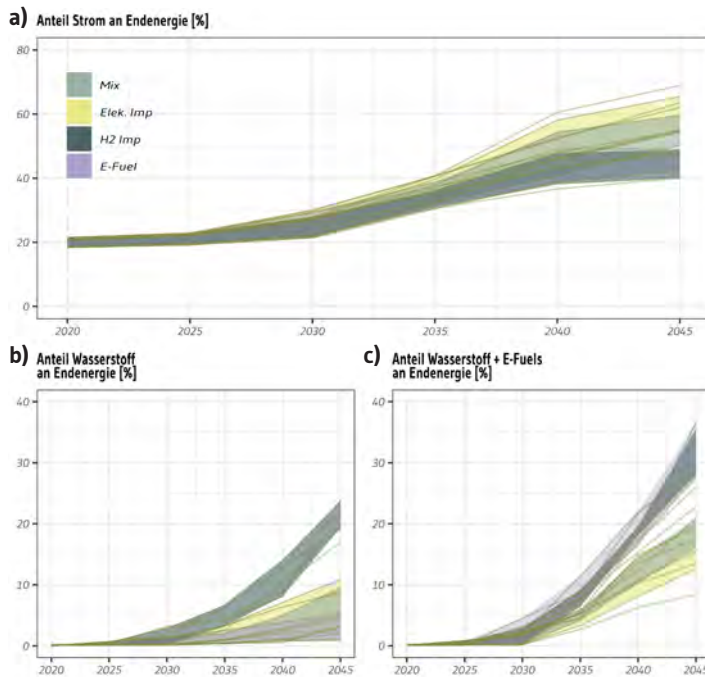 a) Anteil Strom an Endenergie [%]
80
60
40
20
0
Mix
Elek. Imp
H2 Imp
E-Fuel
2020 2025 2030 2035 2040 2045
b) Anteil Wasserstoff
an Endenergie [%]
40
30
20
10
0
2020 2025 2030 2035 2040 2045
c) Anteil Wasserstoff + E-Fuels
an Endenergie [%]
40
30
20
10
0
2020 2025 2030 2035 2040 2045